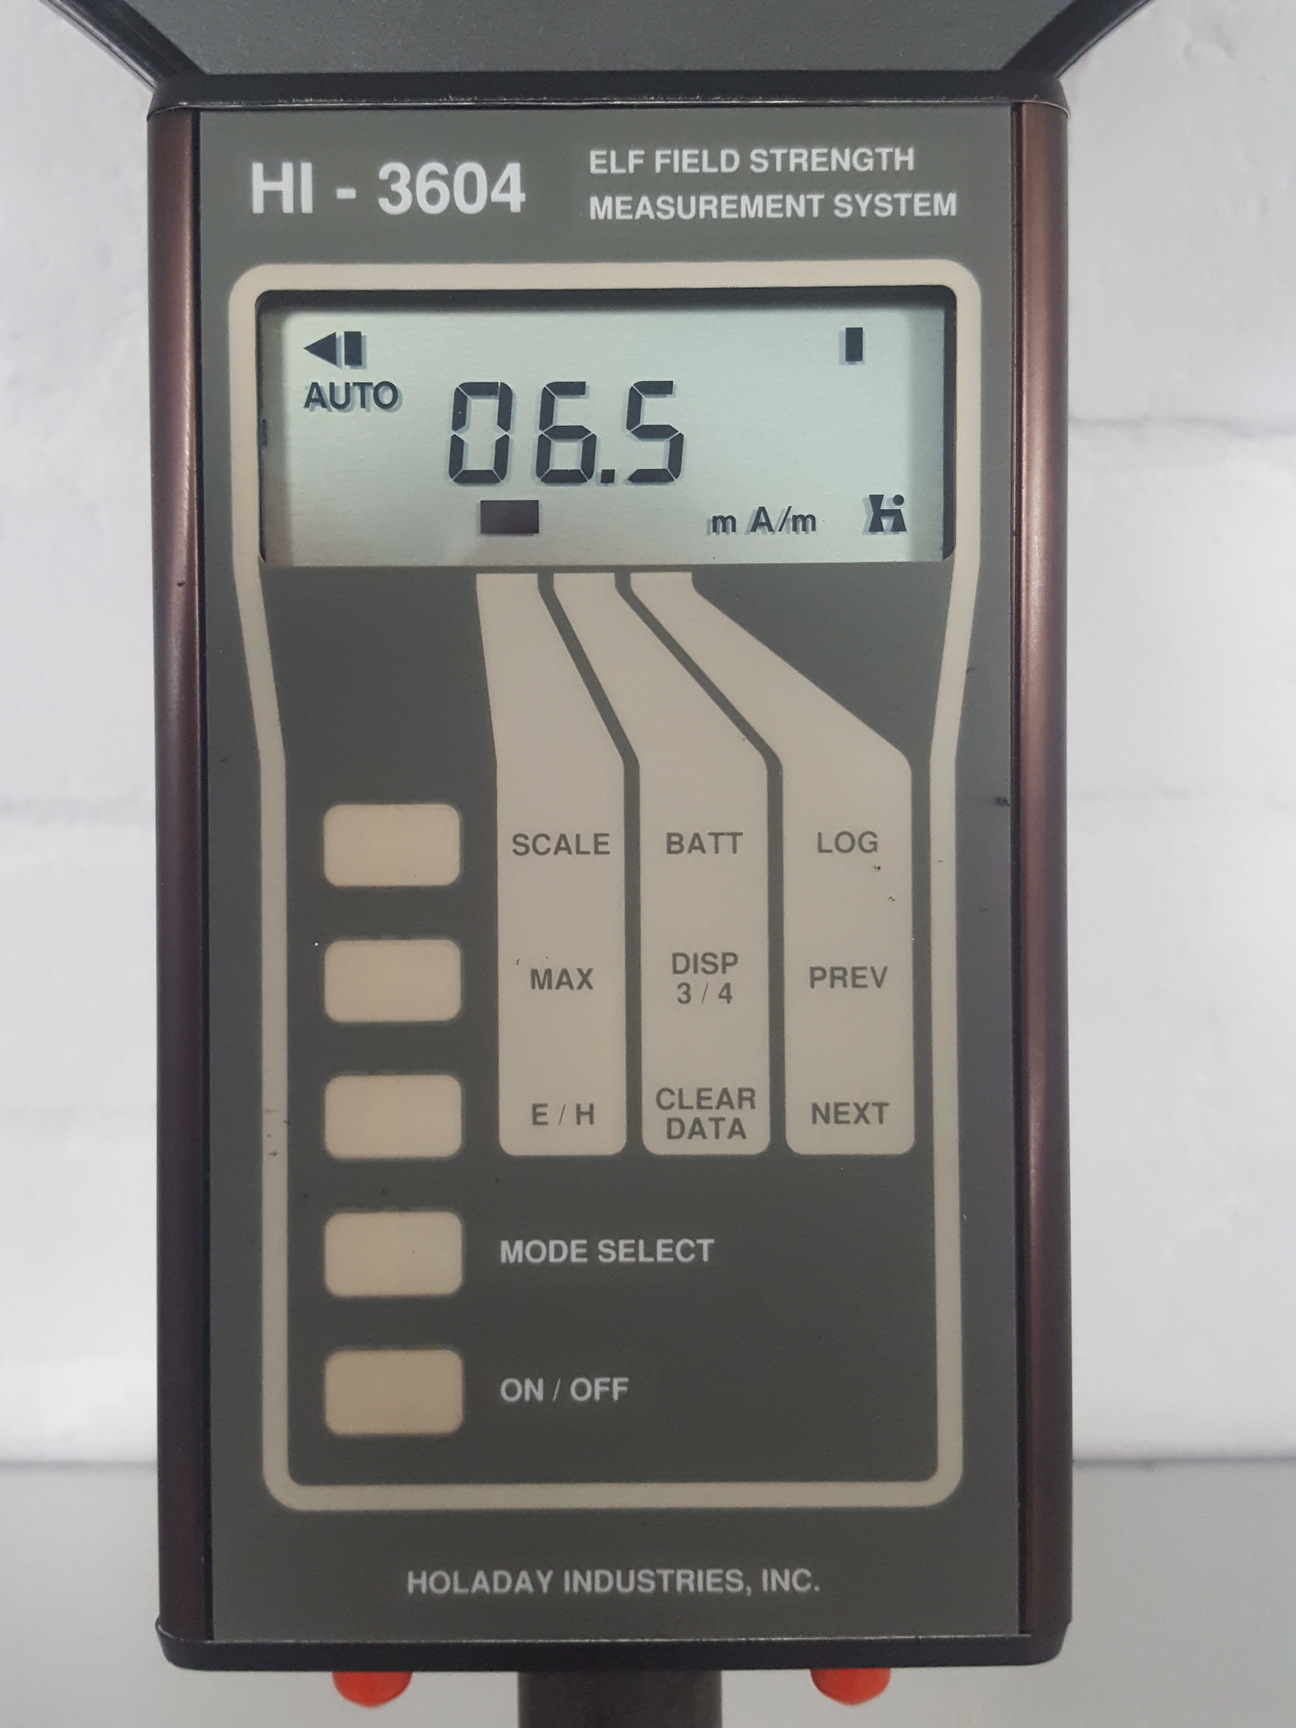 HI - 3604
ELF FIELD STRENGTH
MEASUREMENT SYSTEM
AUTO
06.5
m A/m
Hi
SCALE
BATT
LOG
MAX
DISP
3 / 4
PREV
E / H
CLEAR
DATA
NEXT
MODE SELECT
ON / OFF
HOLADAY INDUSTRIES, INC.